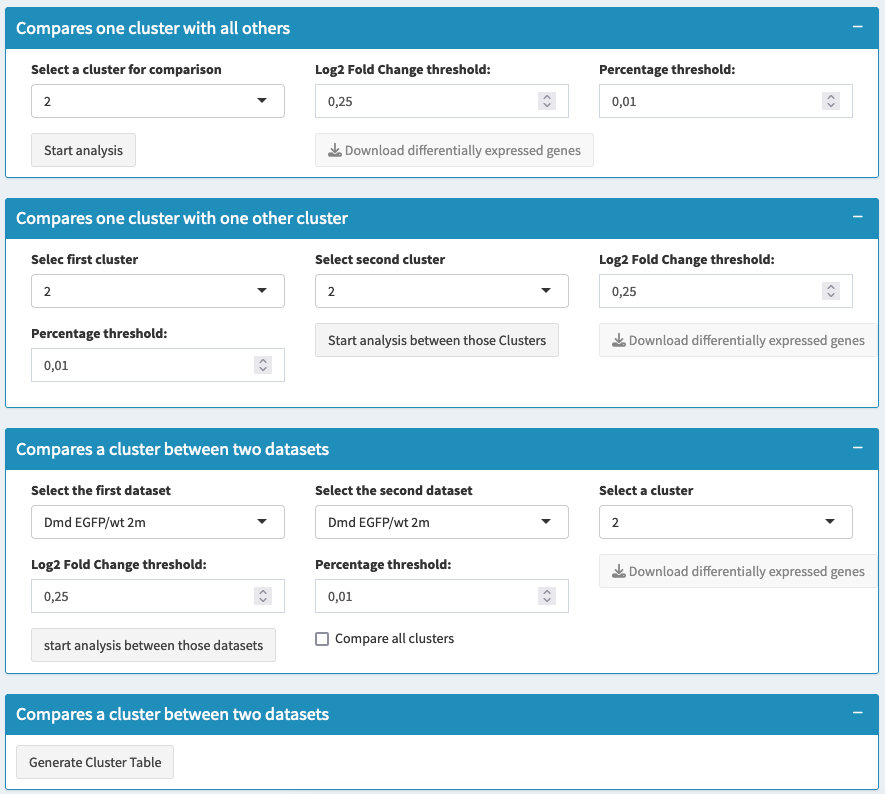 Compares one cluster with all others
Select a cluster for comparison
Log2 Fold Change threshold:
Percentage threshold:
2
0,25
0,01
Start analysis
Download differentially expressed genes
Compares one cluster with one other cluster
Selec first cluster
Select second cluster
Log2 Fold Change threshold:
2
2
0,25
Percentage threshold:
Start analysis between those Clusters
Download differentially expressed genes
0,01
Compares a cluster between two datasets
Select the first dataset
Select the second dataset
Select a cluster
Dmd EGFP/wt 2m
Dmd EGFP/wt 2m
2
Log2 Fold Change threshold:
Percentage threshold:
Download differentially expressed genes
0,25
0,01
start analysis between those datasets
Compare all clusters
Compares a cluster between two datasets
Generate Cluster Table